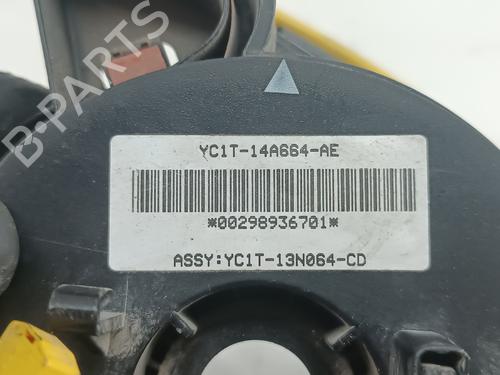 B-PARTS
YC1T-14A664-AE
*00298936701*
ASSY:YC1T-13N064-CD